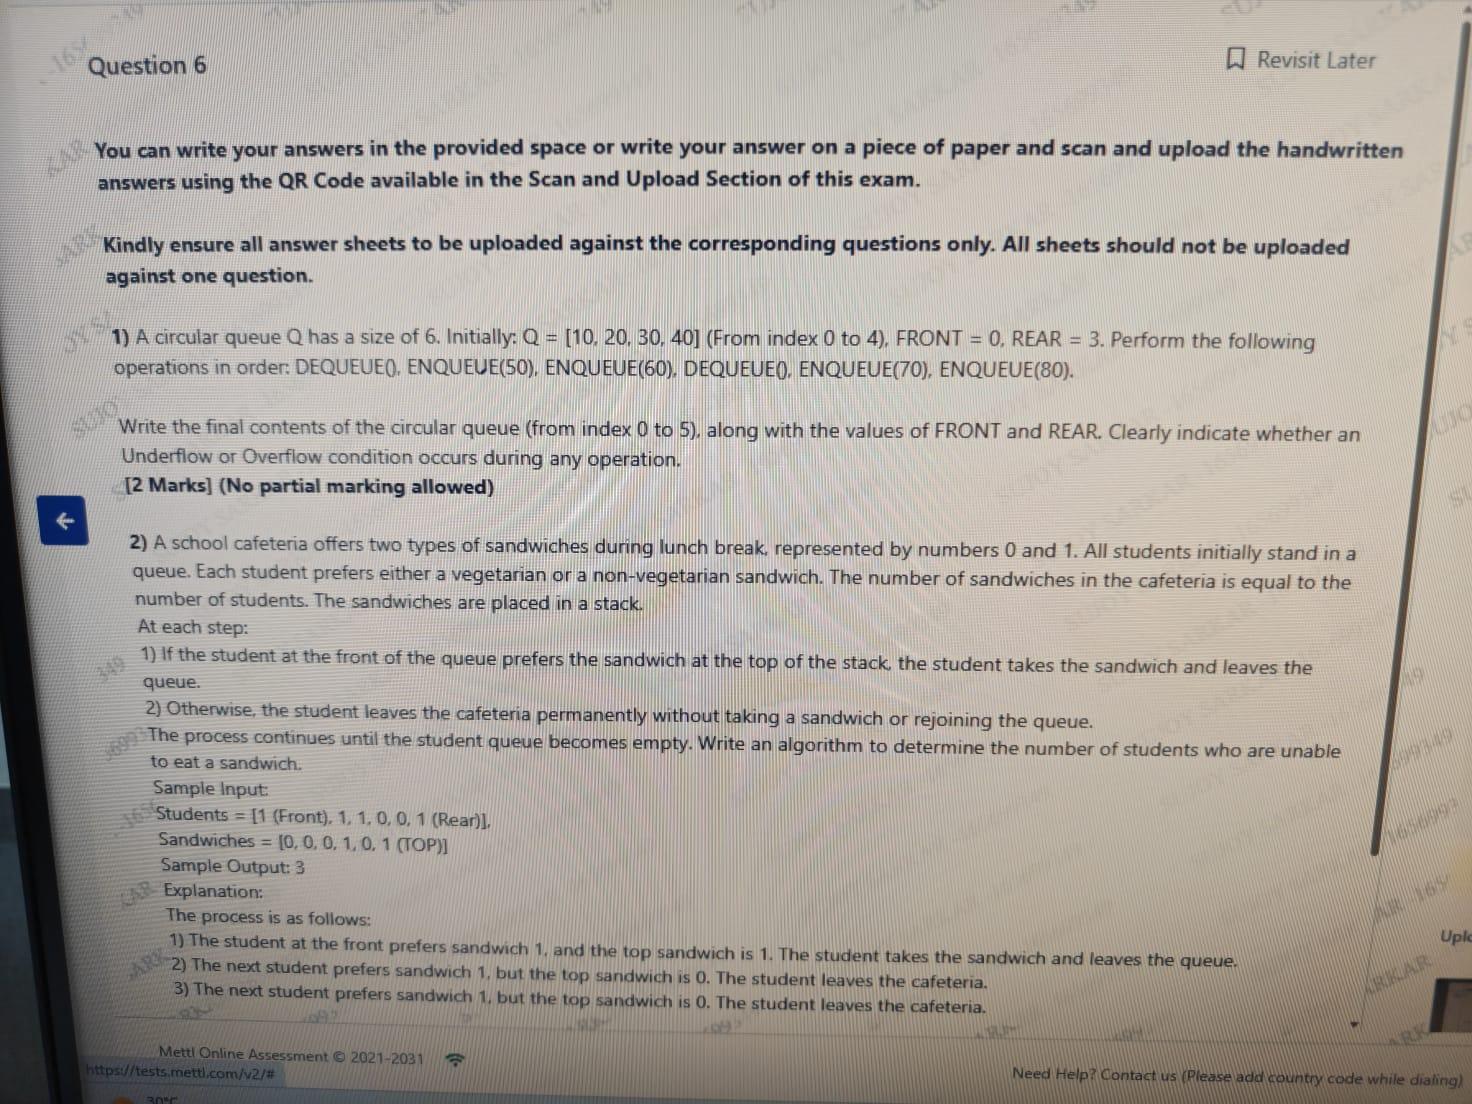 Question 6
Revisit Later
You can write your answers in the provided space or write your answer on a piece of paper and scan and upload the handwritten
answers using the QR Code available in the Scan and Upload Section of this exam.
Kindly ensure all answer sheets to be uploaded against the corresponding questions only. All sheets should not be uploaded
against one question.
1) A circular queue Q has a size of 6. Initially: Q = [10, 20, 30, 40] (From index 0 to 4), FRONT = 0, REAR = 3. Perform the following
operations in order: DEQUEUE(), ENQUEUE(50), ENQUEUE(60), DEQUEUE(), ENQUEUE(70), ENQUEUE(80).
Write the final contents of the circular queue (from index 0 to 5), along with the values of FRONT and REAR. Clearly indicate whether an
Underflow or Overflow condition occurs during any operation.
[2 Marks] (No partial marking allowed)
2) A school cafeteria offers two types of sandwiches during lunch break, represented by numbers 0 and 1. All students initially stand in a
queue. Each student prefers either a vegetarian or a non-vegetarian sandwich. The number of sandwiches in the cafeteria is equal to the
number of students. The sandwiches are placed in a stack.
At each step:
1) If the student at the front of the queue prefers the sandwich at the top of the stack, the student takes the sandwich and leaves the
queue.
2) Otherwise, the student leaves the cafeteria permanently without taking a sandwich or rejoining the queue.
The process continues until the student queue becomes empty. Write an algorithm to determine the number of students who are unable
to eat a sandwich.
Sample Input:
Students = [1 (Front), 1, 1, 0, 0, 1 (Rear)],
Sandwiches = [0, 0, 0, 1, 0, 1 (TOP)]
Sample Output: 3
Explanation:
The process is as follows:
1) The student at the front prefers sandwich 1, and the top sandwich is 1. The student takes the sandwich and leaves the queue.
2) The next student prefers sandwich 1, but the top sandwich is 0. The student leaves the cafeteria.
3) The next student prefers sandwich 1, but the top sandwich is 0. The student leaves the cafeteria.
Mettl Online Assessment © 2021-2031
https://tests.mettl.com/v2/#
Need Help? Contact us (Please add country code while dialing)
30°C